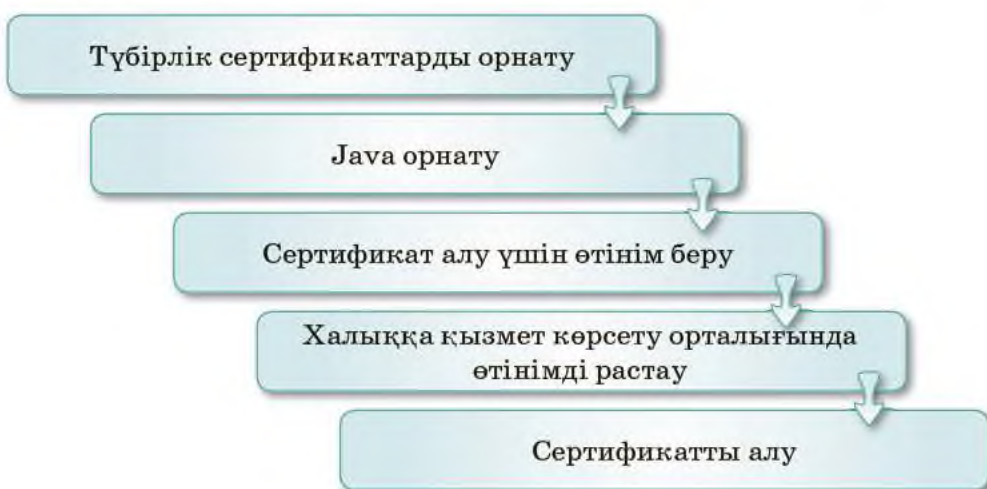 Түбірлік сертификаттарды орнату
Java орнату
Сертификат алу үшін өтінім беру
Халыққа қызмет көрсету орталығында
өтінімді растау
Сертификатты алу